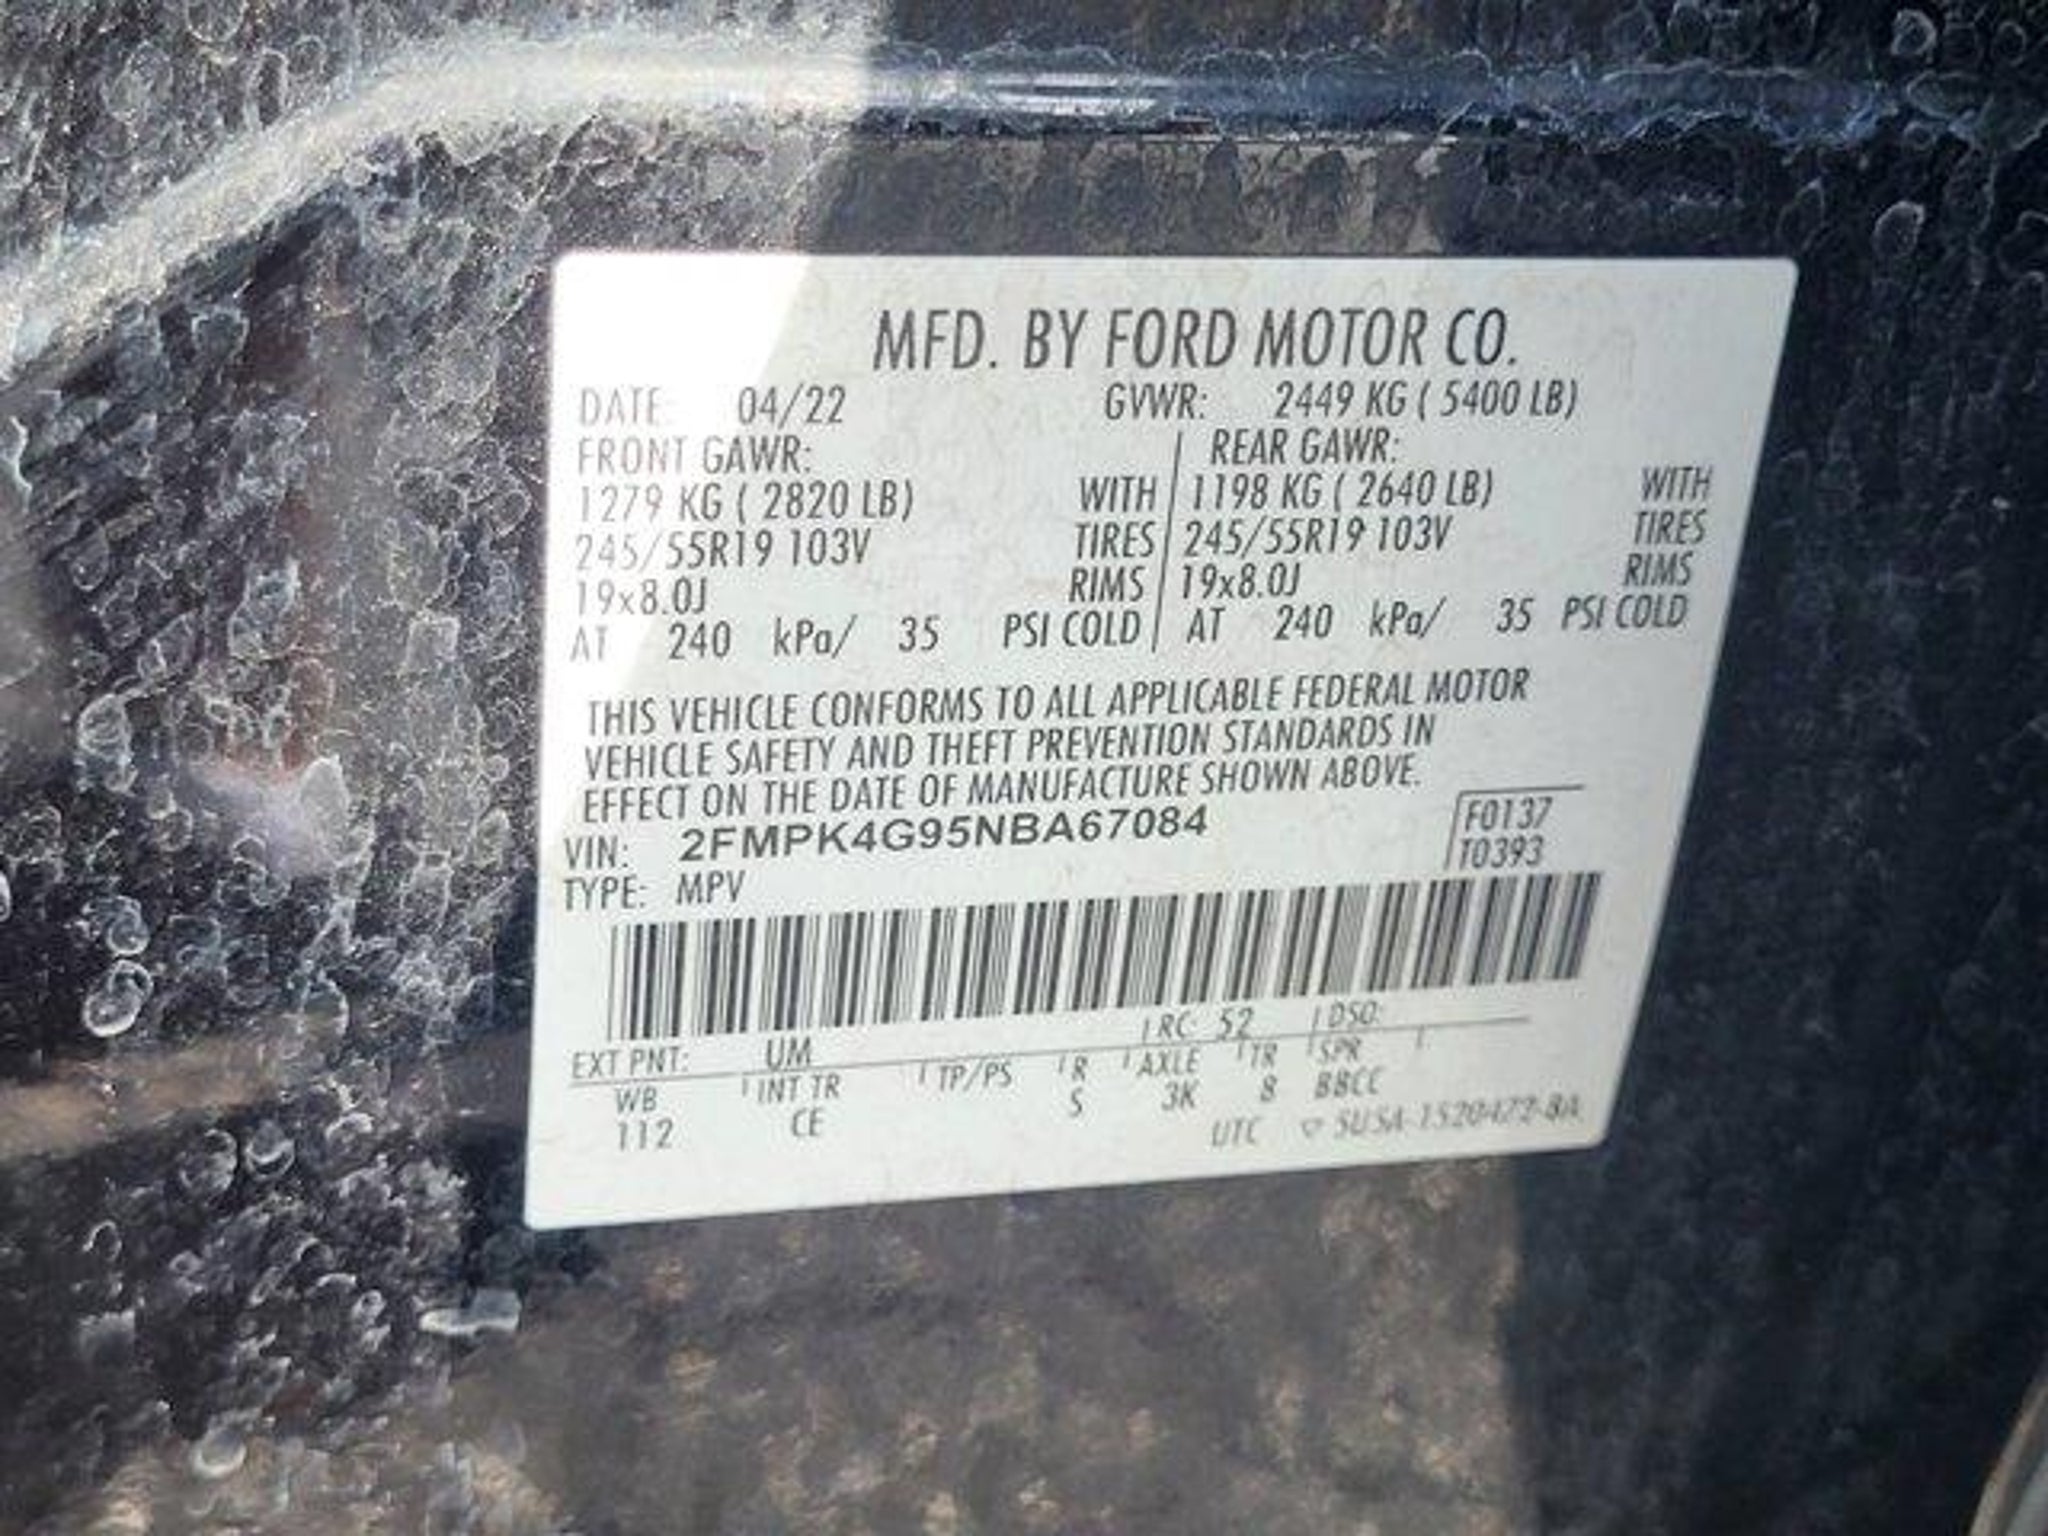 MFD. BY FORD MOTOR CO.
DATE: 04/22 GVWR: 2449 KG ( 5400 LB)
FRONT GAWR: REAR GAWR:
1279 KG ( 2820 LB) WITH 1198 KG ( 2640 LB) WITH
245/55R19 103V TIRES 245/55R19 103V TIRES
19x8.0J RIMS 19x8.0J RIMS
AT 240 kPa/ 35 PSI COLD AT 240 kPa/ 35 PSI COLD
THIS VEHICLE CONFORMS TO ALL APPLICABLE FEDERAL MOTOR
VEHICLE SAFETY AND THEFT PREVENTION STANDARDS IN
EFFECT ON THE DATE OF MANUFACTURE SHOWN ABOVE.
VIN: 2FMPK4G95NBA67084 F0137
TYPE: MPV T0393
EXT PNT: UM RC: 52 DSO:
WB INT TR TP/PS R AXLE TR SPR
112 CE S 3K 8 BBCC
UTC